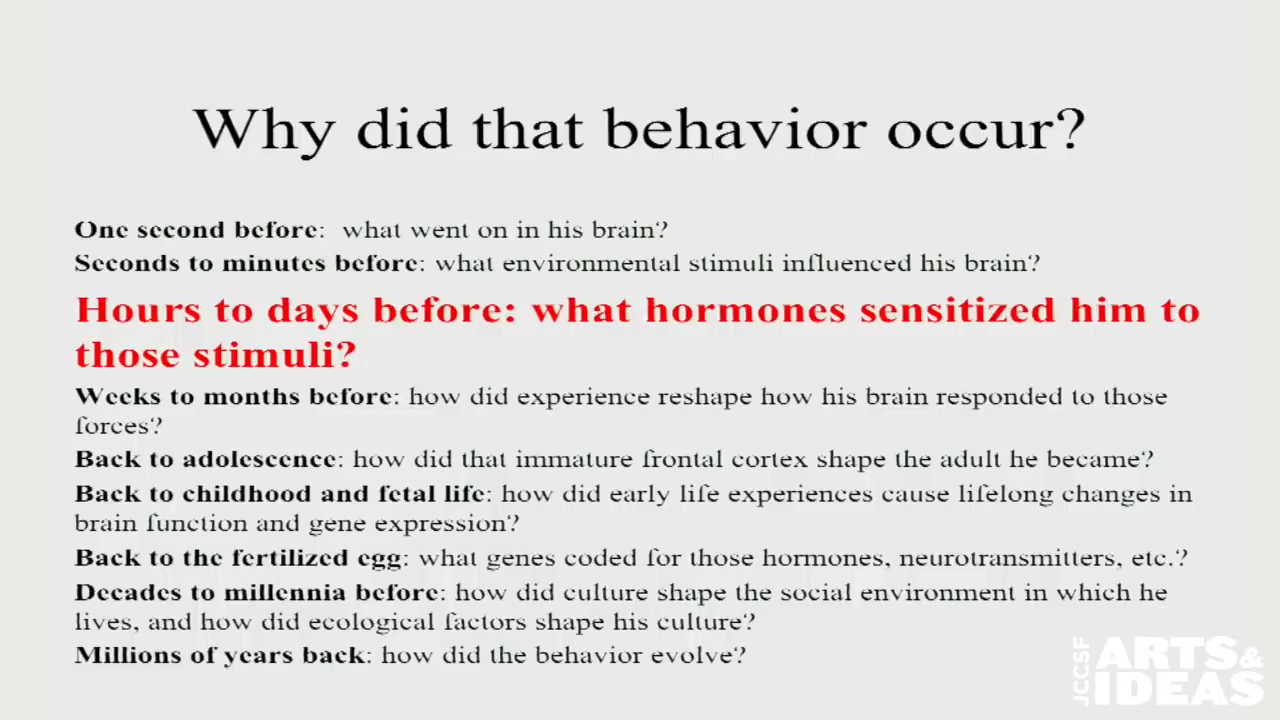 Why did that behavior occur?
One second before:  what went on in his brain?
Seconds to minutes before: what environmental stimuli influenced his brain?
Hours to days before: what hormones sensitized him to
those stimuli?
Weeks to months before: how did experience reshape how his brain responded to those
forces?
Back to adolescence: how did that immature frontal cortex shape the adult he became?
Back to childhood and fetal life: how did early life experiences cause lifelong changes in
brain function and gene expression?
Back to the fertilized egg: what genes coded for those hormones, neurotransmitters, etc.?
Decades to millennia before: how did culture shape the social environment in which he
lives, and how did ecological factors shape his culture?
Millions of years back: how did the behavior evolve?
JCCSF
ARTS&
IDEAS